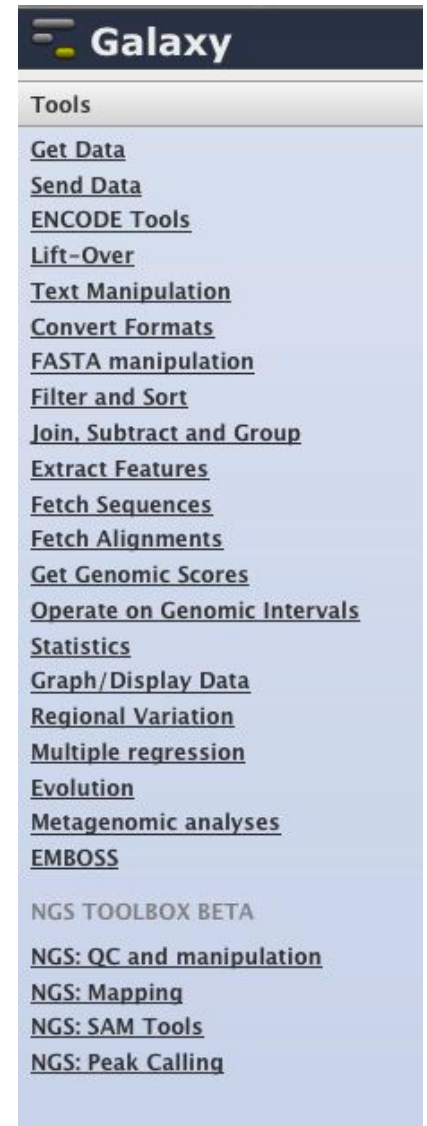 Galaxy
Tools
Get Data
Send Data
ENCODE Tools
Lift-Over
Text Manipulation
Convert Formats
FASTA manipulation
Filter and Sort
Join, Subtract and Group
Extract Features
Fetch Sequences
Fetch Alignments
Get Genomic Scores
Operate on Genomic Intervals
Statistics
Graph/Display Data
Regional Variation
Multiple regression
Evolution
Metagenomic analyses
EMBOSS
NGS TOOLBOX BETA
NGS: QC and manipulation
NGS: Mapping
NGS: SAM Tools
NGS: Peak Calling